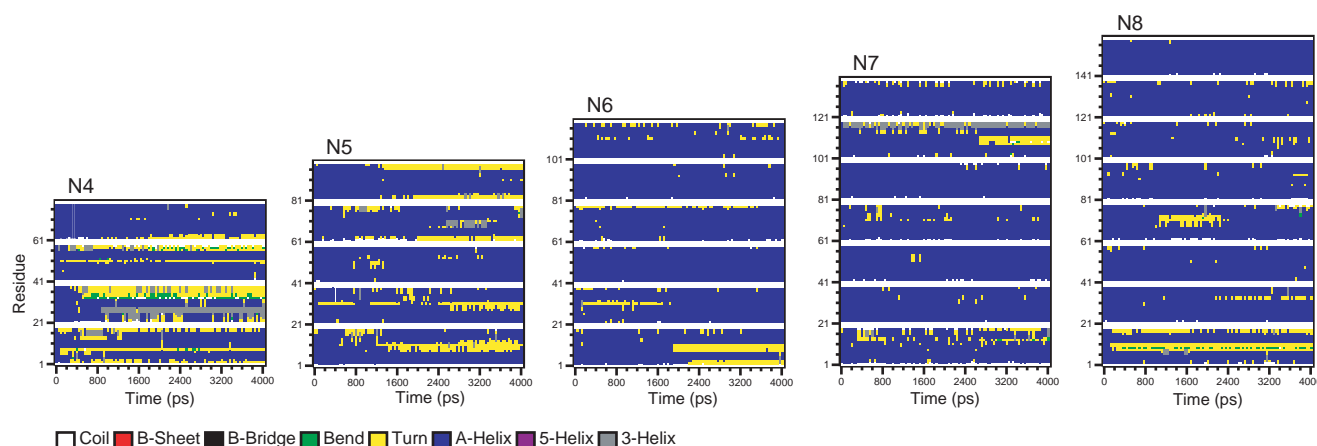 N4
N5
N6
N7
N8
Residue
61
41
21
1
0 800 1600 2400 3200 4000
Time (ps)
81
61
41
21
1
0 800 1600 2400 3200 4000
Time (ps)
101
81
61
41
21
1
0 800 1600 2400 3200 4000
Time (ps)
121
101
81
61
41
21
1
0 800 1600 2400 3200 4000
Time (ps)
141
121
101
81
61
41
21
1
0 800 1600 2400 3200 400
Time (ps)
Coil B-Sheet B-Bridge Bend Turn A-Helix 5-Helix 3-Helix